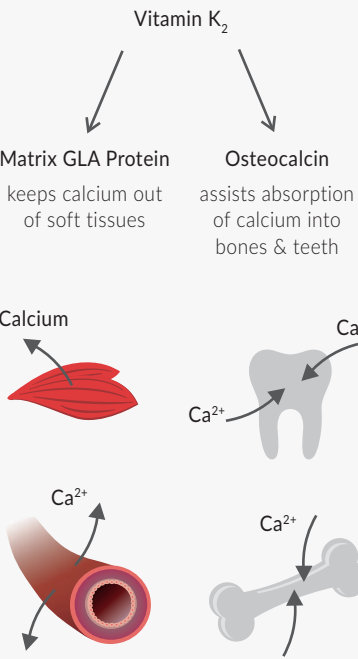 Vitamin K₂
Matrix GLA Protein
keeps calcium out
of soft tissues
Osteocalcin
assists absorption
of calcium into
bones & teeth
Calcium
Ca
Ca²⁺
Ca²⁺
Ca²⁺